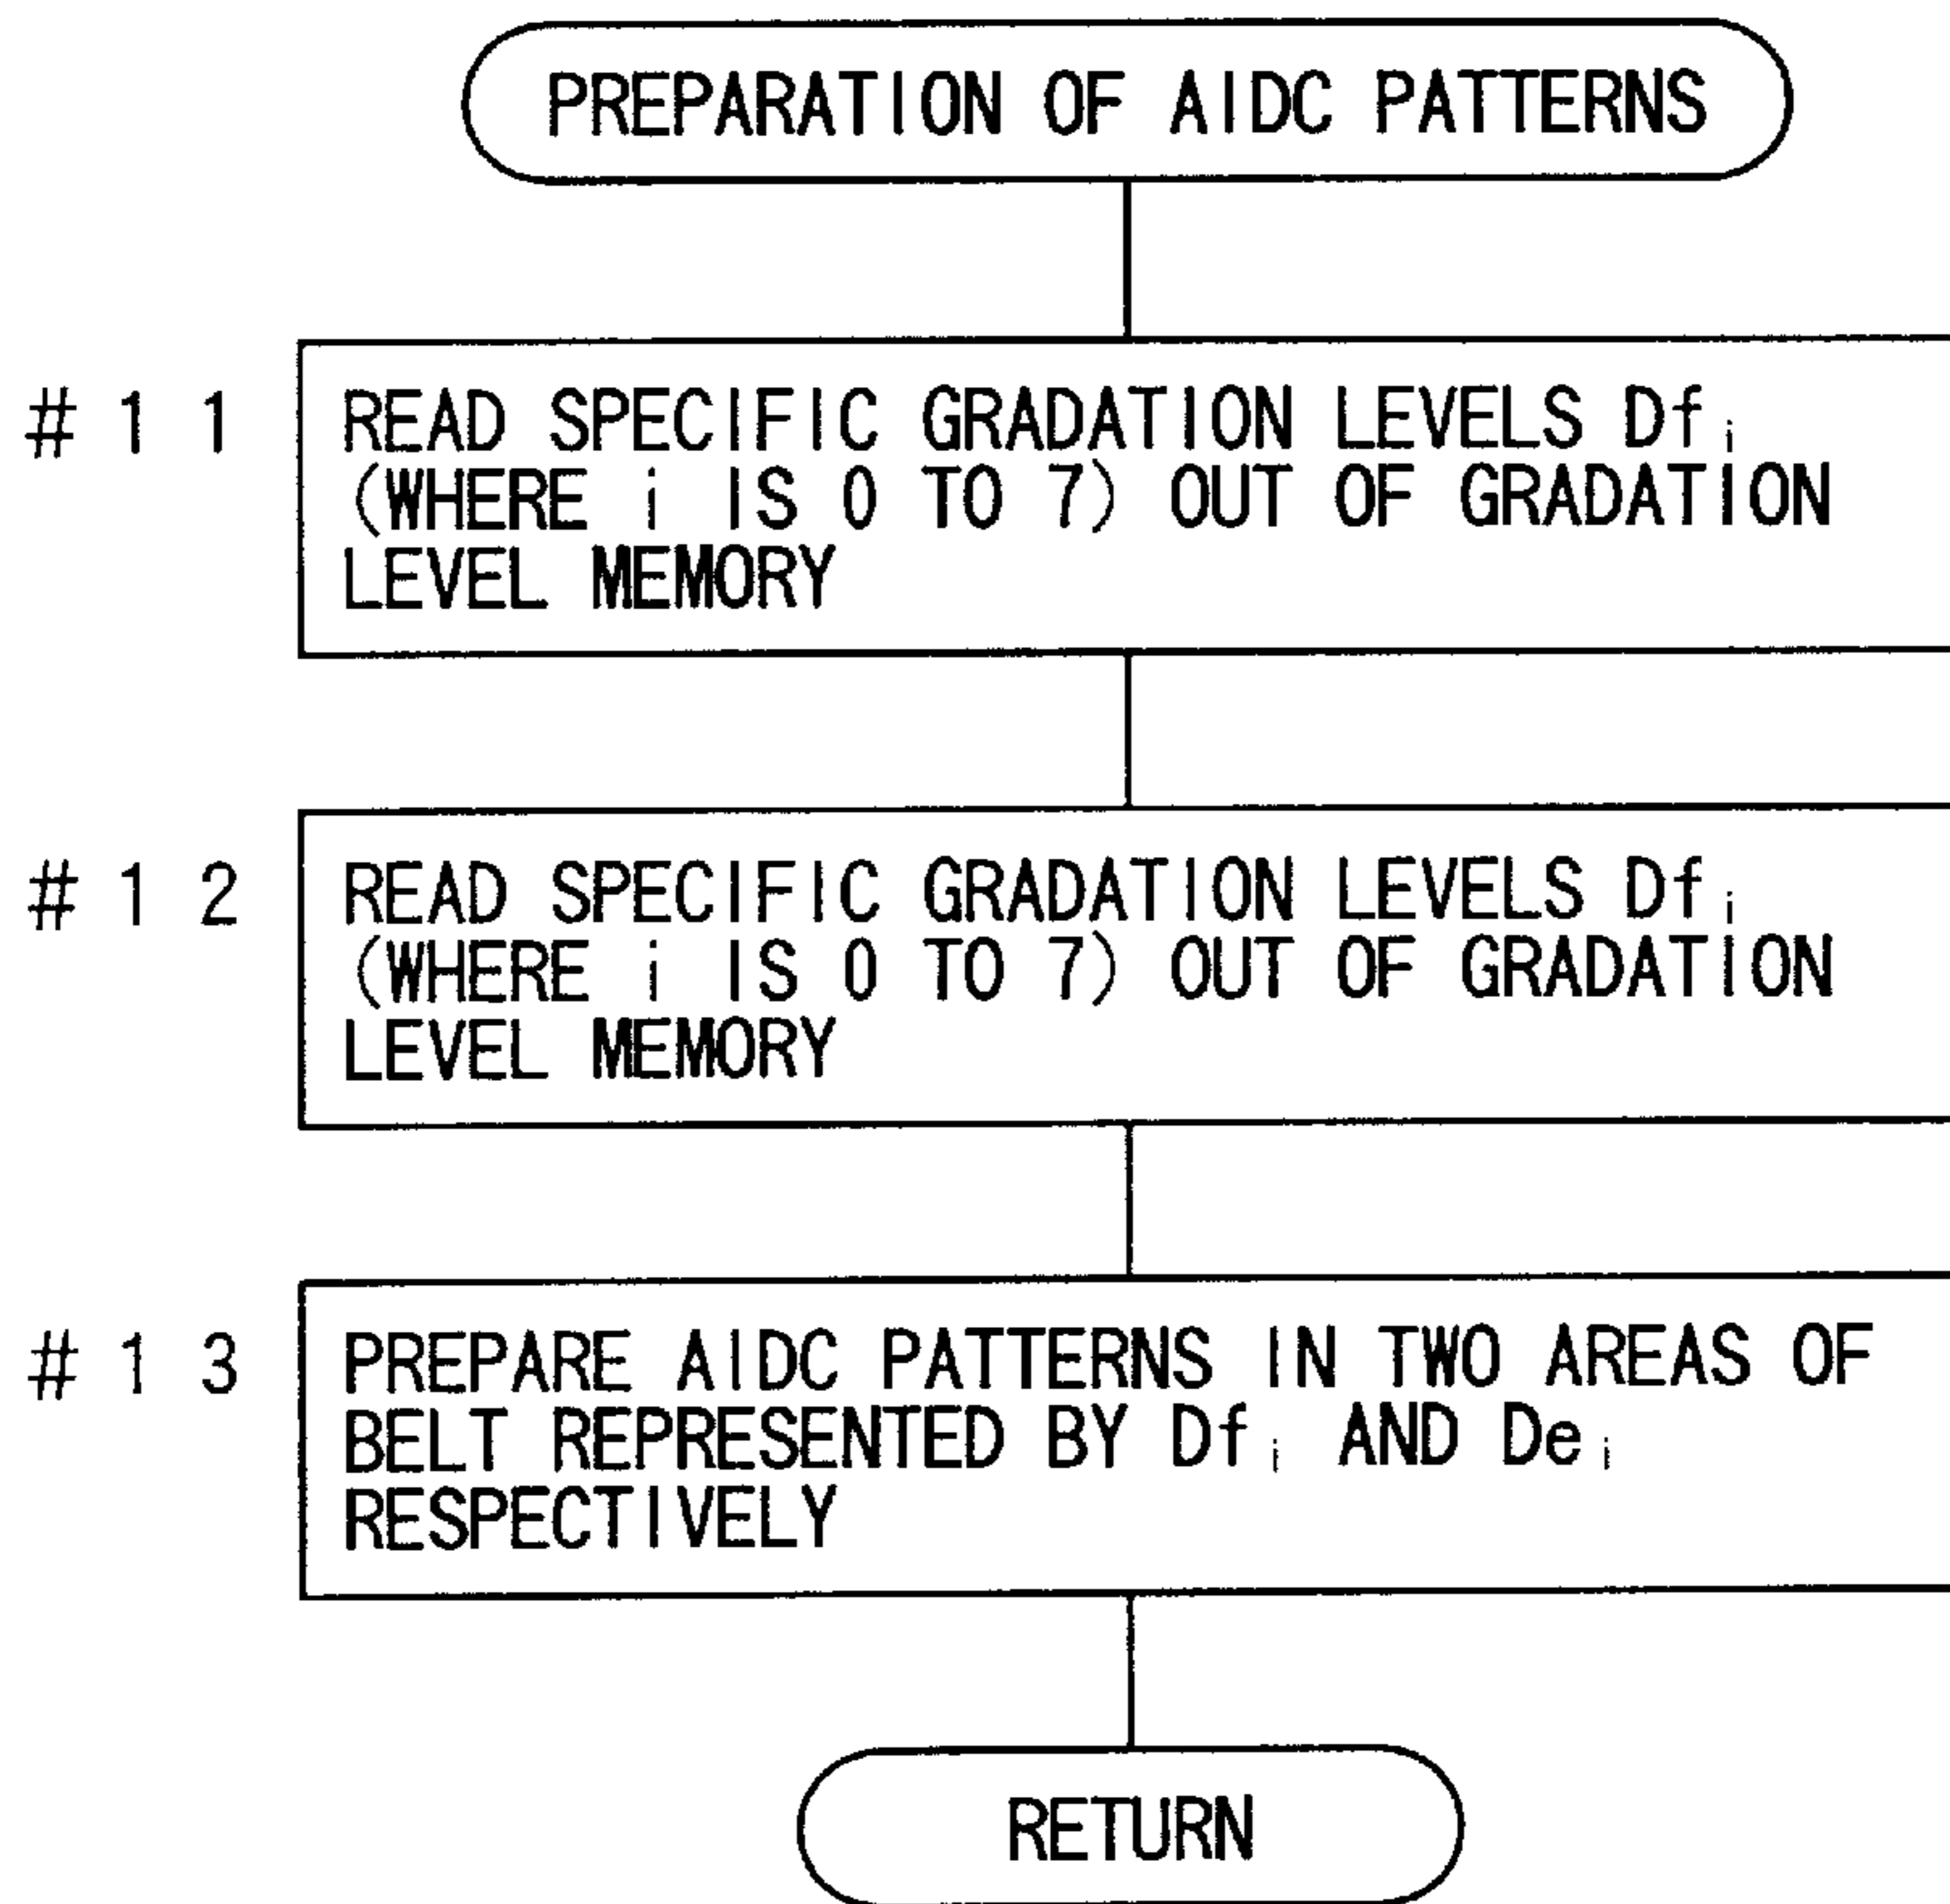 PREPARATION OF AIDC PATTERNS
#11
READ SPECIFIC GRADATION LEVELS Dfi
(WHERE i IS 0 TO 7) OUT OF GRADATION
LEVEL MEMORY
#12
READ SPECIFIC GRADATION LEVELS Dfi
(WHERE i IS 0 TO 7) OUT OF GRADATION
LEVEL MEMORY
#13
PREPARE AIDC PATTERNS IN TWO AREAS OF
BELT REPRESENTED BY Dfi AND Dei
RESPECTIVELY
RETURN